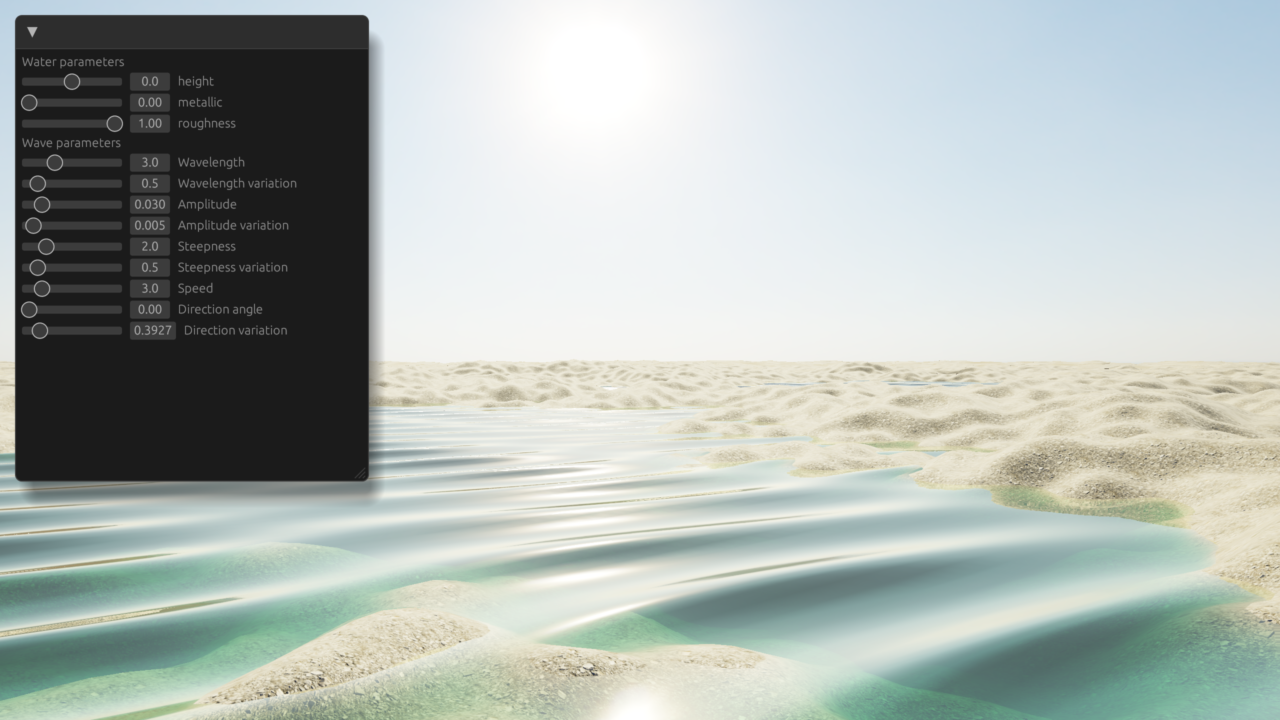 Water parameters
0.0 height
0.00 metallic
1.00 roughness
Wave parameters
3.0 Wavelength
0.5 Wavelength variation
0.030 Amplitude
0.005 Amplitude variation
2.0 Steepness
0.5 Steepness variation
3.0 Speed
0.00 Direction angle
0.3927 Direction variation